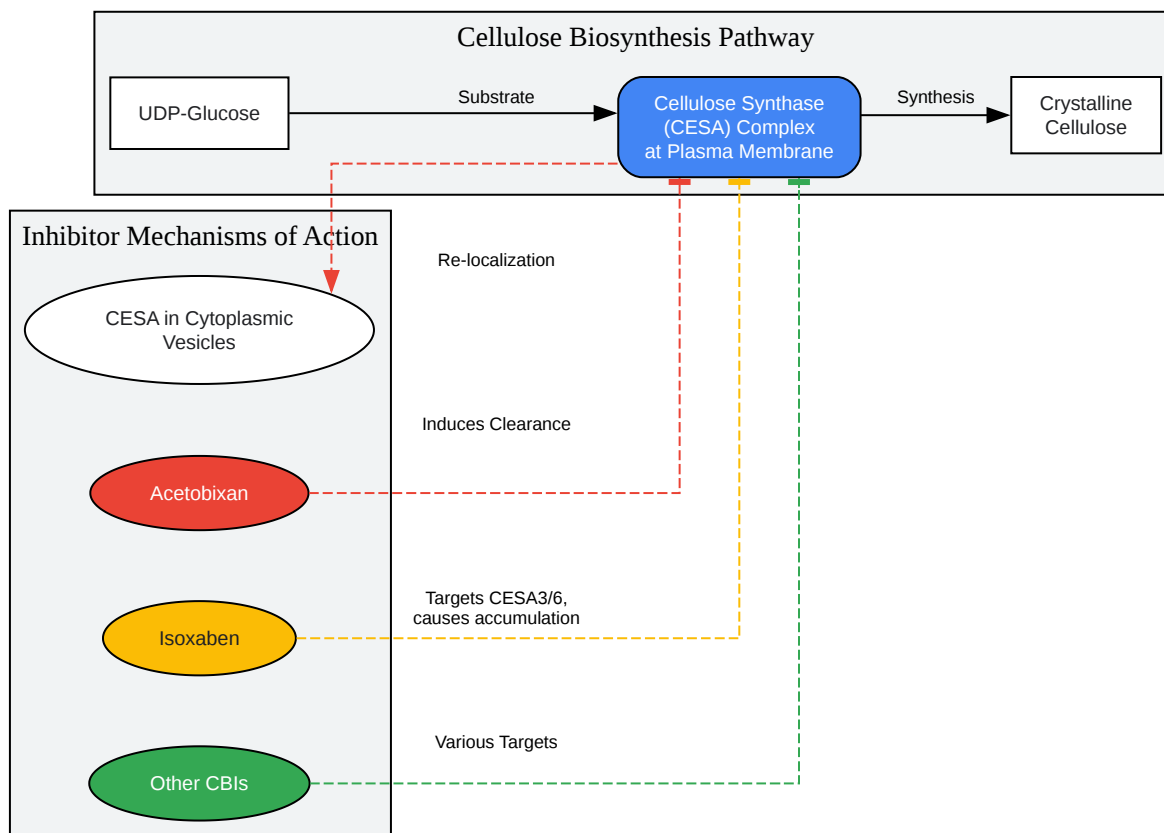 Cellulose Biosynthesis Pathway
UDP-Glucose
Substrate
Cellulose Synthase
(CESA) Complex
at Plasma Membrane
Synthesis
Crystalline
Cellulose
Inhibitor Mechanisms of Action
Re-localization
CESA in Cytoplasmic
Vesicles
Induces Clearance
Acetobixan
Targets CESA3/6,
causes accumulation
Isoxaben
Various Targets
Other CBIs